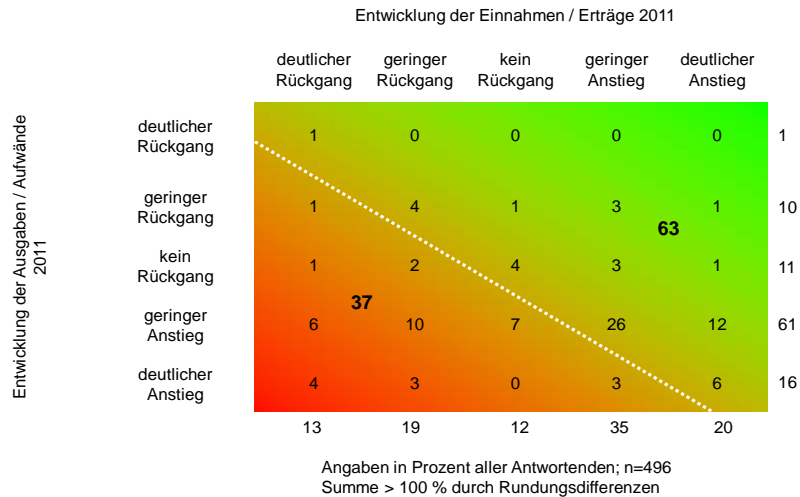 Entwicklung der Einnahmen / Erträge 2011
deutlicher geringer kein geringer deutlicher
Rückgang Rückgang Rückgang Anstieg Anstieg
Entwicklung der Ausgaben / Aufwände
2011
deutlicher
Rückgang
1 0 0 0 0 1
geringer
Rückgang
1 4 1 3 1 10
63
kein
Rückgang
1 2 4 3 1 11
37
geringer
Anstieg
6 10 7 26 12 61
deutlicher
Anstieg
4 3 0 3 6 16
13 19 12 35 20
Angaben in Prozent aller Antwortenden; n=496
Summe > 100 % durch Rundungsdifferenzen